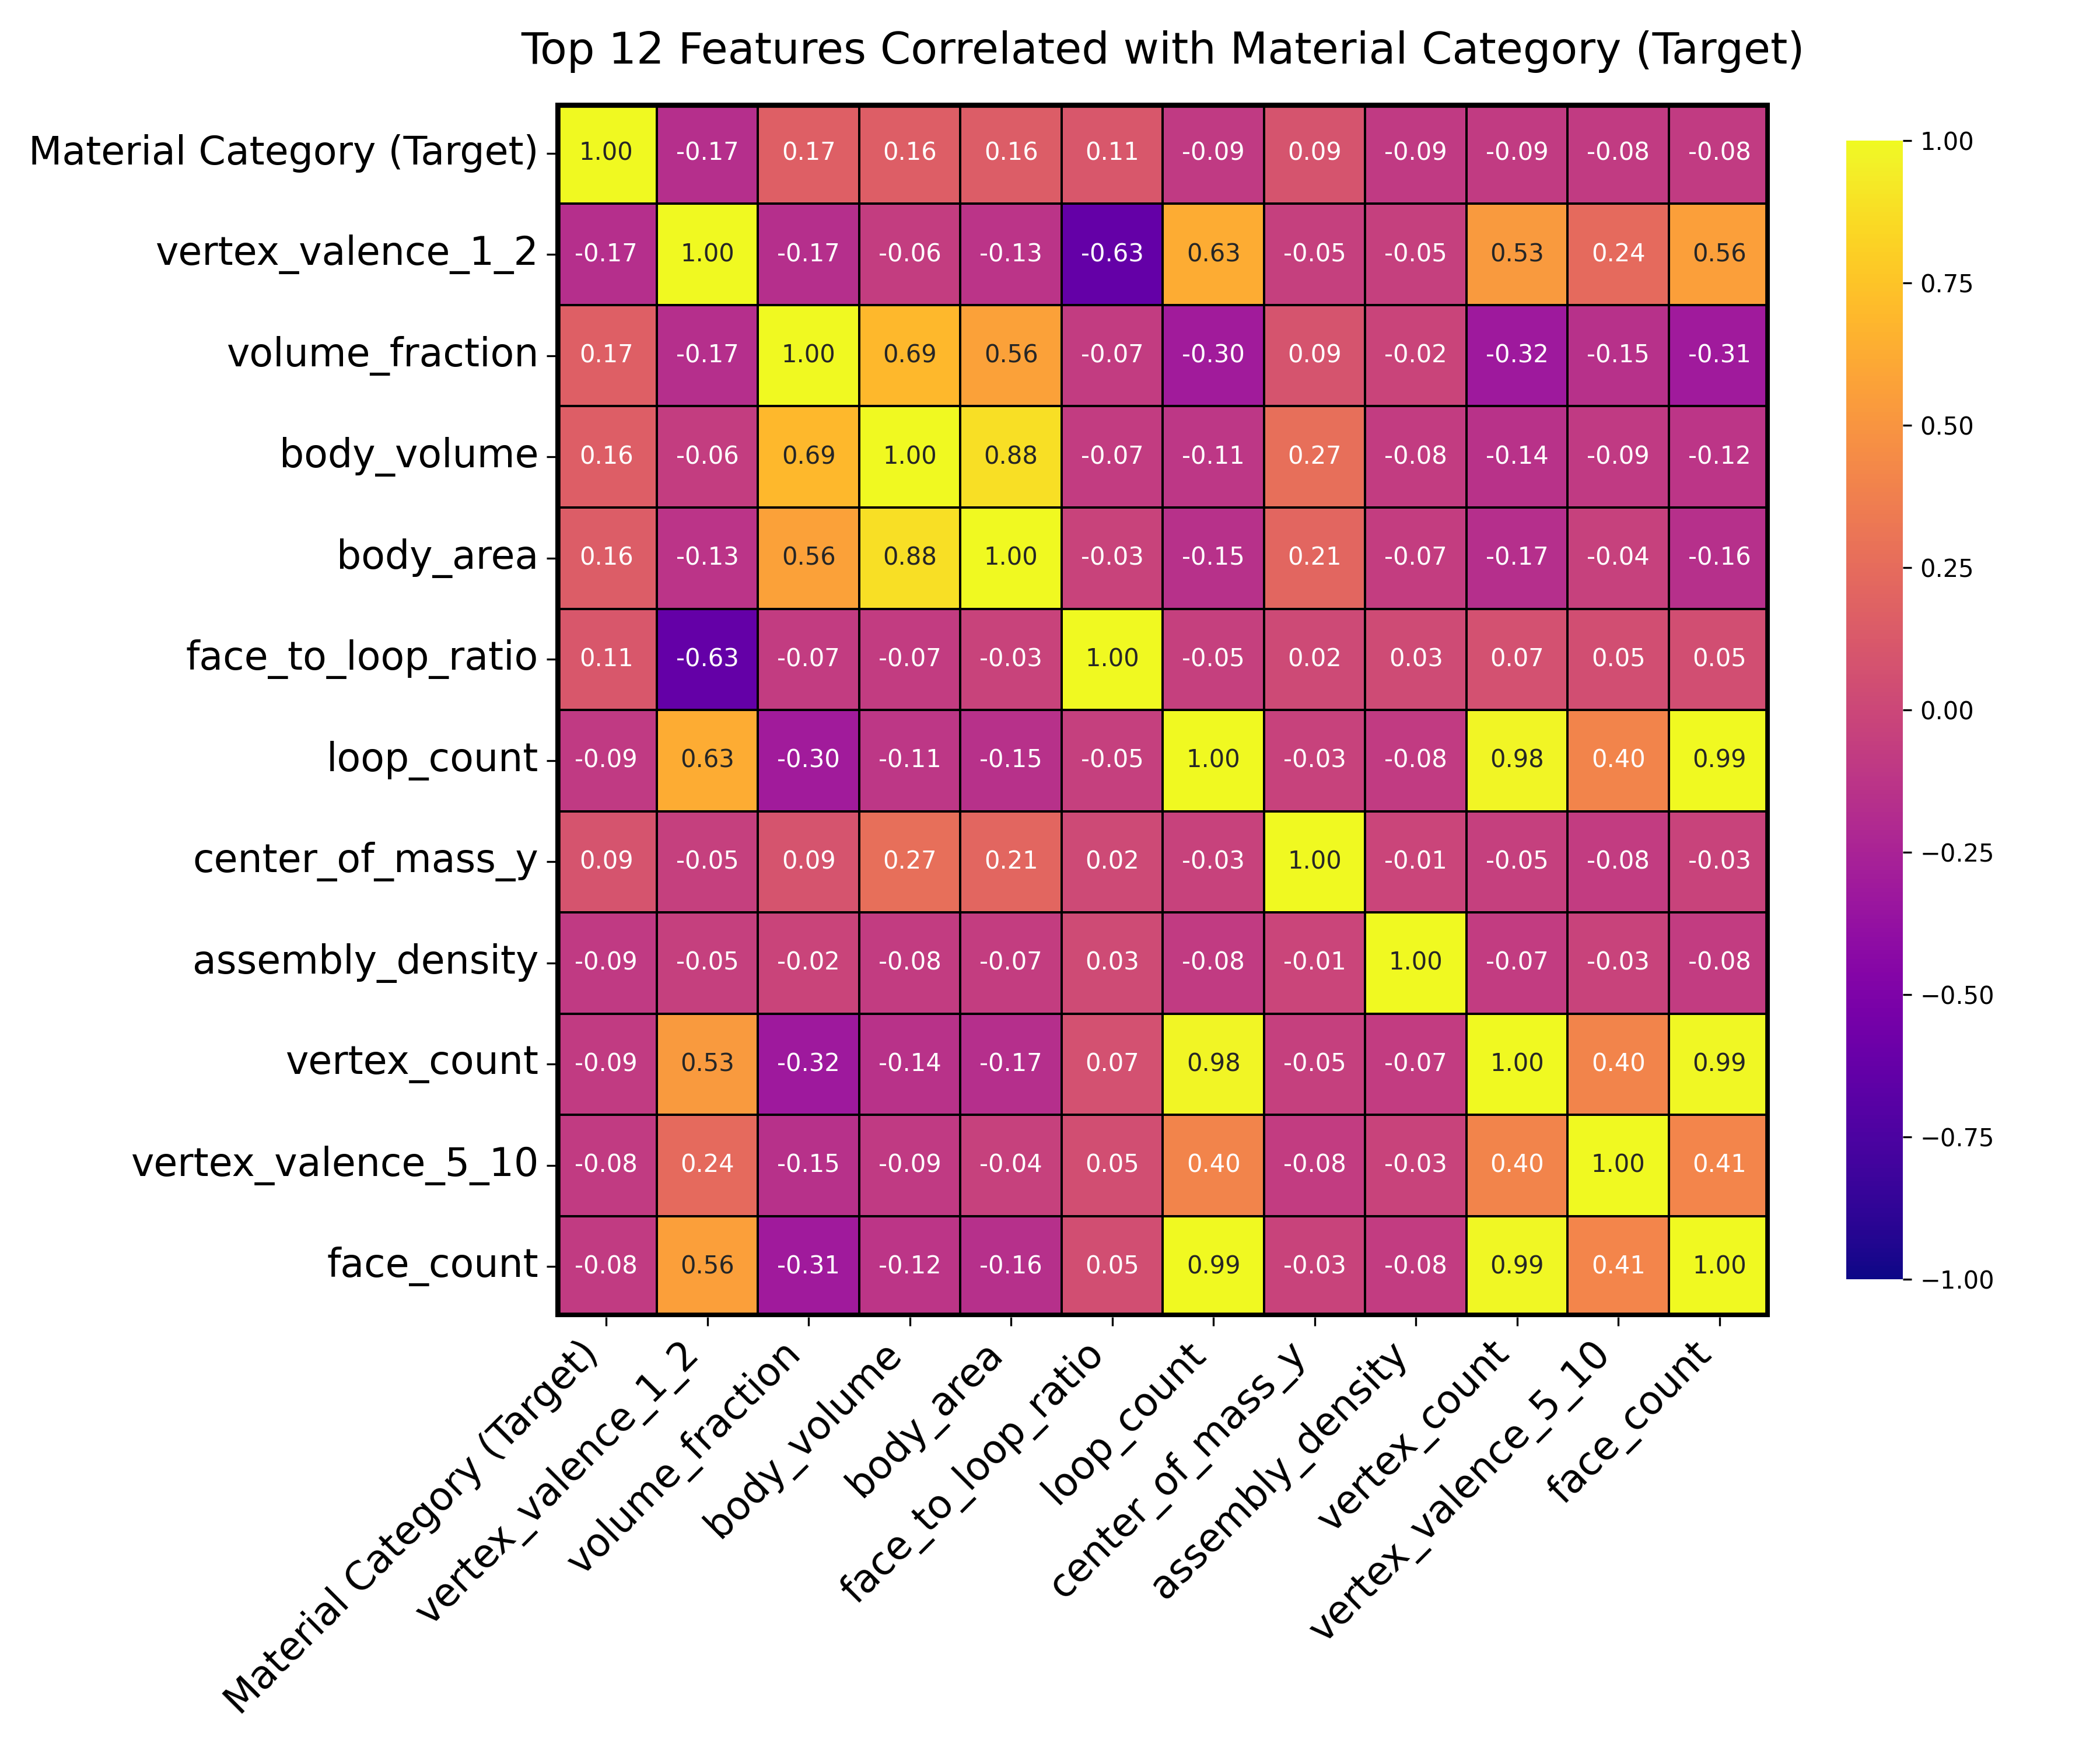 Top 12 Features Correlated with Material Category (Target)
Material Category (Target) 1.00 -0.17 0.17 0.16 0.16 0.11 -0.09 0.09 -0.09 -0.09 -0.08 -0.08
vertex_valence_1_2 -0.17 1.00 -0.17 -0.06 -0.13 -0.63 0.63 -0.05 -0.05 0.53 0.24 0.56
volume_fraction 0.17 -0.17 1.00 0.69 0.56 -0.07 -0.30 0.09 -0.02 -0.32 -0.15 -0.31
body_volume 0.16 -0.06 0.69 1.00 0.88 -0.07 -0.11 0.27 -0.08 -0.14 -0.09 -0.12
body_area 0.16 -0.13 0.56 0.88 1.00 -0.03 -0.15 0.21 -0.07 -0.17 -0.04 -0.16
face_to_loop_ratio 0.11 -0.63 -0.07 -0.07 -0.03 1.00 -0.05 0.02 0.03 0.07 0.05 0.05
loop_count -0.09 0.63 -0.30 -0.11 -0.15 -0.05 1.00 -0.03 -0.08 0.98 0.40 0.99
center_of_mass_y 0.09 -0.05 0.09 0.27 0.21 0.02 -0.03 1.00 -0.01 -0.05 -0.08 -0.03
assembly_density -0.09 -0.05 -0.02 -0.08 -0.07 0.03 -0.08 -0.01 1.00 -0.07 -0.03 -0.08
vertex_count -0.09 0.53 -0.32 -0.14 -0.17 0.07 0.98 -0.05 -0.07 1.00 0.40 0.99
vertex_valence_5_10 -0.08 0.24 -0.15 -0.09 -0.04 0.05 0.40 -0.08 -0.03 0.40 1.00 0.41
face_count -0.08 0.56 -0.31 -0.12 -0.16 0.05 0.99 -0.03 -0.08 0.99 0.41 1.00
Material Category (Target)
vertex_valence_1_2
volume_fraction
body_volume
body_area
face_to_loop_ratio
loop_count
center_of_mass_y
assembly_density
vertex_count
vertex_valence_5_10
face_count
1.00
0.75
0.50
0.25
0.00
−0.25
−0.50
−0.75
−1.00